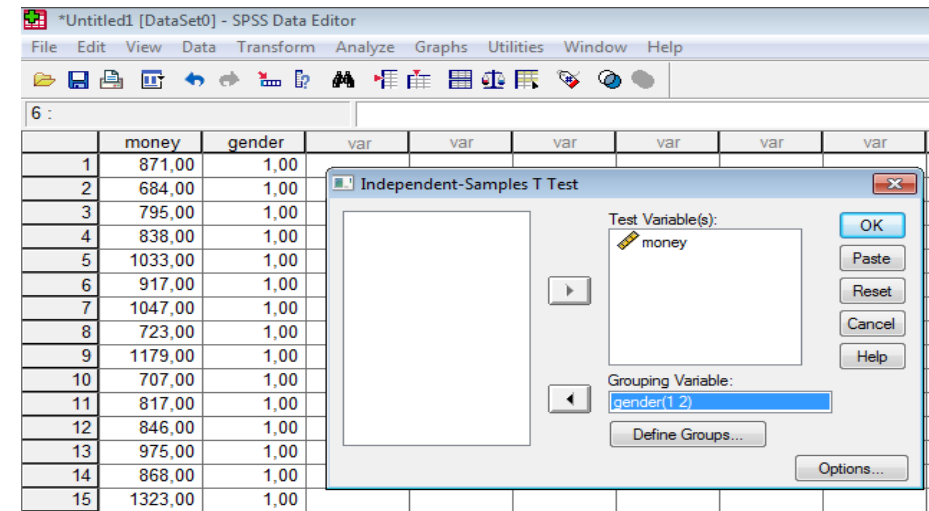 *Untitled1 [DataSet0] - SPSS Data Editor
File Edit View Data Transform Analyze Graphs Utilities Window Help
6 :
money gender var var var var var var
1 871,00 1,00
2 684,00 1,00
3 795,00 1,00
4 838,00 1,00
5 1033,00 1,00
6 917,00 1,00
7 1047,00 1,00
8 723,00 1,00
9 1179,00 1,00
10 707,00 1,00
11 817,00 1,00
12 846,00 1,00
13 975,00 1,00
14 868,00 1,00
15 1323,00 1,00
Independent-Samples T Test
Test Variable(s):
money
Grouping Variable:
gender(1 2)
Define Groups...
OK
Paste
Reset
Cancel
Help
Options...